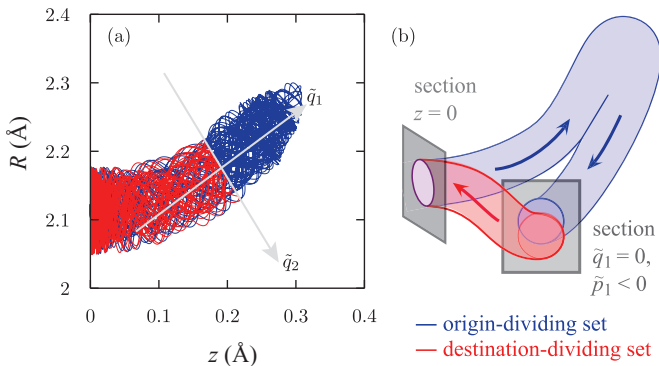 (a)
2.4
2.3
2.2
2.1
2
R (Å)
0
0.1
0.2
0.3
0.4
z (Å)
q̃₁
q̃₂
(b)
section
z = 0
section
q̃₁ = 0,
p̃₁ < 0
origin-dividing set
destination-dividing set